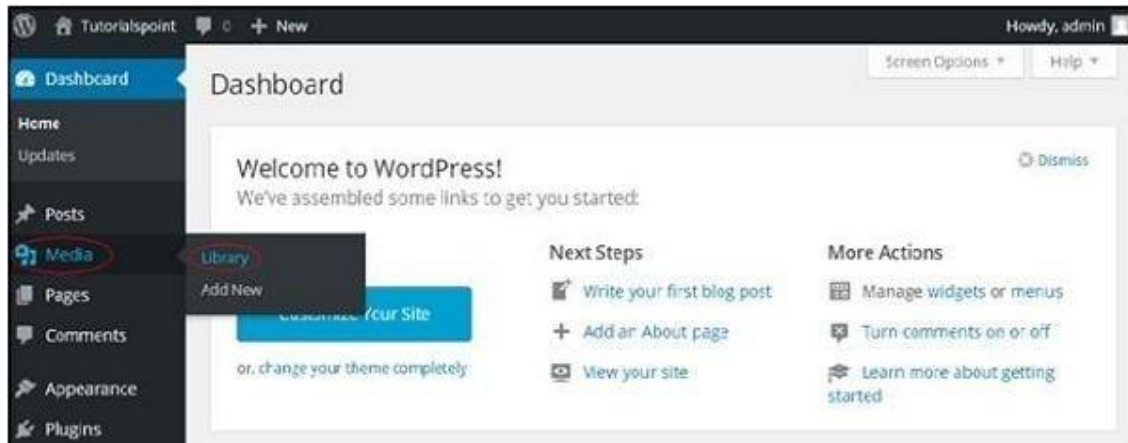 Tutorialspoint 0 + New Howdy, admin
Screen Options Help
Dashboard
Home
Updates
Posts
Media
Pages
Comments
Appearance
Plugins
Library
Add New
Dashboard
Welcome to WordPress!
We've assembled some links to get you started:
Dismiss
Customize Your Site
or, change your theme completely
Next Steps
Write your first blog post
+ Add an About page
View your site
More Actions
Manage widgets or menus
Turn comments on or off
Learn more about getting
started